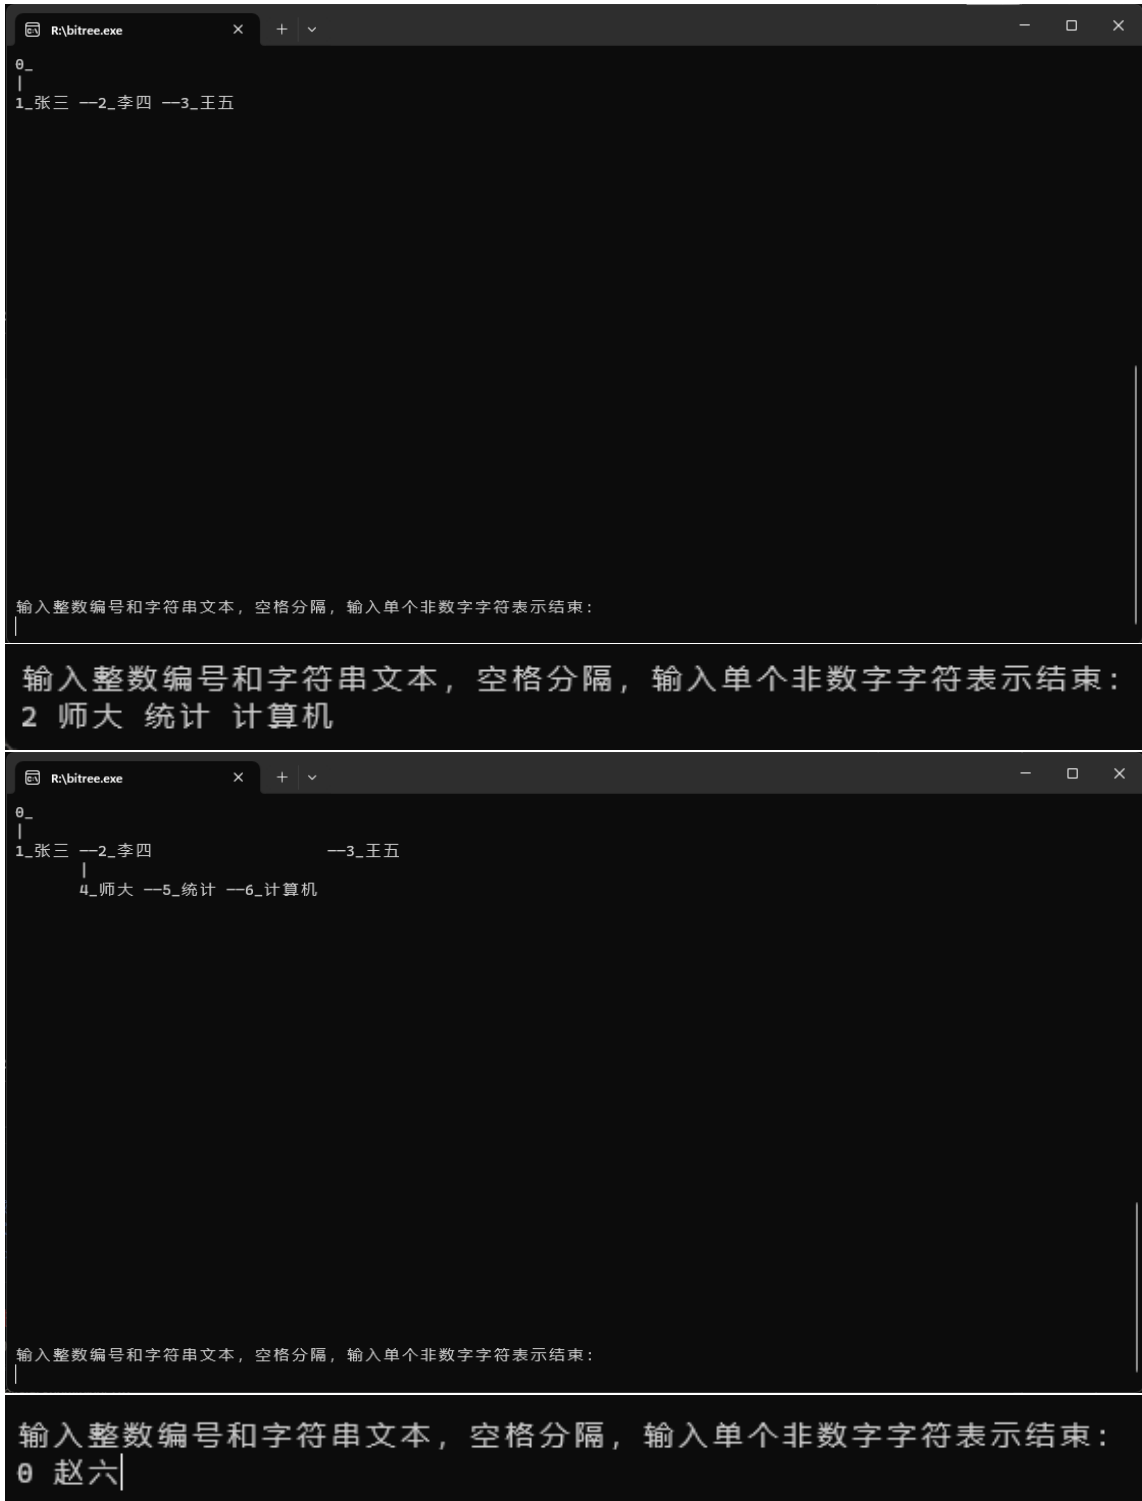 R:\bitree.exe
0_
|
1_张三 ——2_李四 ——3_王五
输入整数编号和字符串文本，空格分隔，输入单个非数字字符表示结束：
输入整数编号和字符串文本，空格分隔，输入单个非数字字符表示结束：
2 师大 统计 计算机
R:\bitree.exe
0_
|
1_张三 ——2_李四 ——3_王五
|
4_师大 ——5_统计 ——6_计算机
输入整数编号和字符串文本，空格分隔，输入单个非数字字符表示结束：
输入整数编号和字符串文本，空格分隔，输入单个非数字字符表示结束：
0 赵六